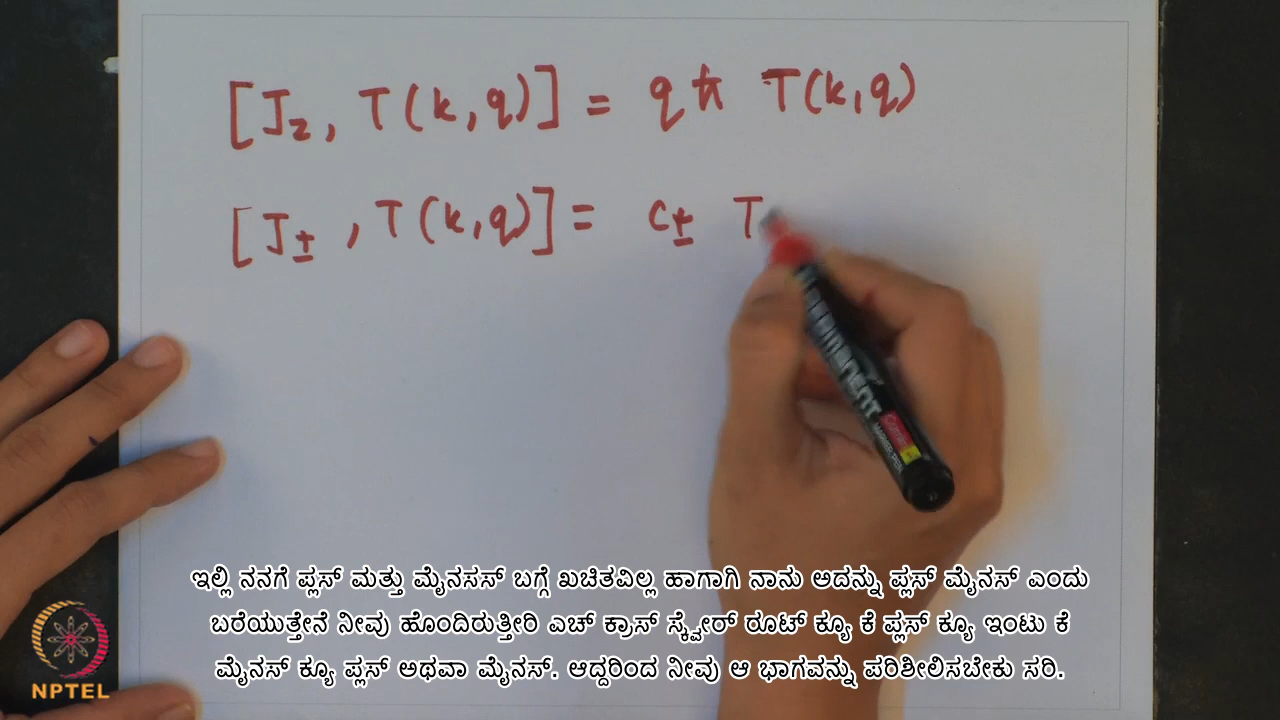 [J_z, T(k,q)] = qħ T(k,q)
[J_±, T(k,q)] = c_± T
permanent
ಇಲ್ಲಿ ನನಗೆ ಪ್ಲಸ್ ಮತ್ತು ಮೈನಸಸ್ ಬಗ್ಗೆ ಖಚಿತವಿಲ್ಲ ಹಾಗಾಗಿ ನಾನು ಅದನ್ನು ಪ್ಲಸ್ ಮೈನಸ್ ಎಂದು
ಬರೆಯುತ್ತೇನೆ ನೀವು ಹೊಂದಿರುತ್ತೀರಿ ಎಚ್ ಕ್ರಾಸ್ ಸ್ಕ್ವೇರ್ ರೂಟ್ ಕ್ಯೂ ಕೆ ಪ್ಲಸ್ ಕ್ಯೂ ಇಂಟು ಕೆ
ಮೈನಸ್ ಕ್ಯೂ ಪ್ಲಸ್ ಅಥವಾ ಮೈನಸ್. ಆದ್ದರಿಂದ ನೀವು ಆ ಭಾಗವನ್ನು ಪರಿಶೀಲಿಸಬೇಕು ಸರಿ.
NPTEL